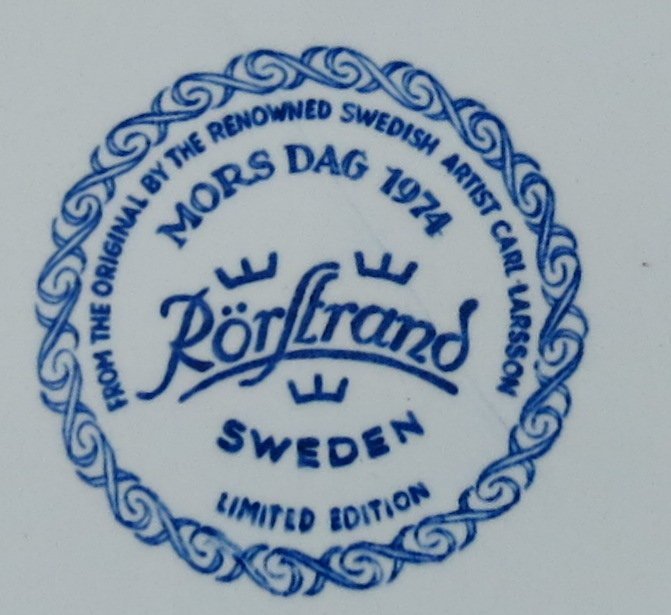 FROM THE ORIGINAL BY THE RENOWNED SWEDISH ARTIST CARL LARSSON
MORS DAG 1974
Rörstrand
SWEDEN
LIMITED EDITION